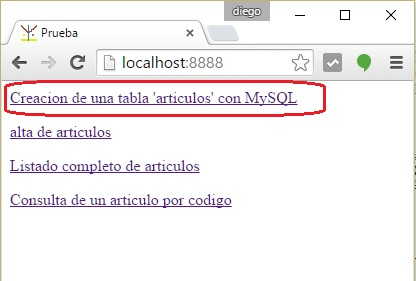 diego
Prueba
localhost:8888
Creacion de una tabla 'articulos' con MySQL
alta de articulos
Listado completo de articulos
Consulta de un articulo por codigo